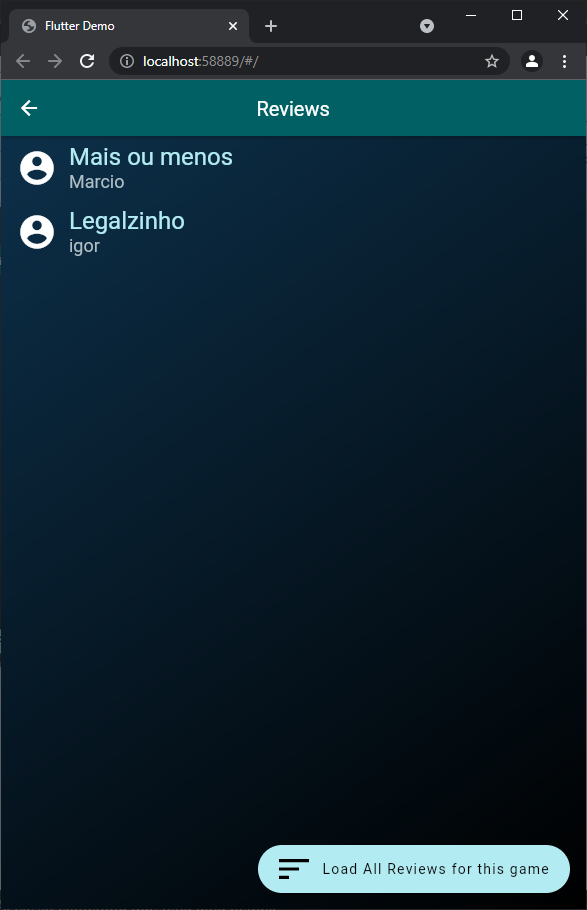 Flutter Demo
localhost:58889/#/
Reviews
Mais ou menos
Marcio
Legalzinho
igor
Load All Reviews for this game